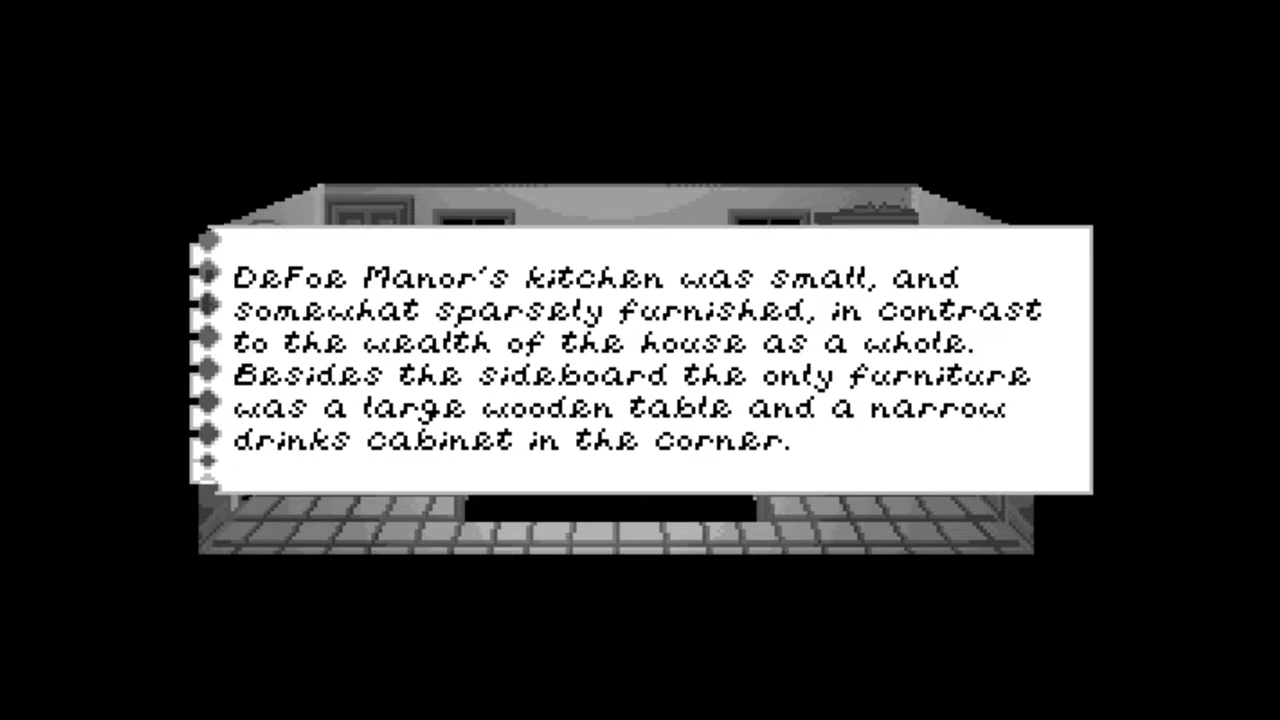 DeFoe Manor's kitchen was small, and
somewhat sparsely furnished, in contrast
to the wealth of the house as a whole.
Besides the sideboard the only furniture
was a large wooden table and a narrow
drinks cabinet in the corner.